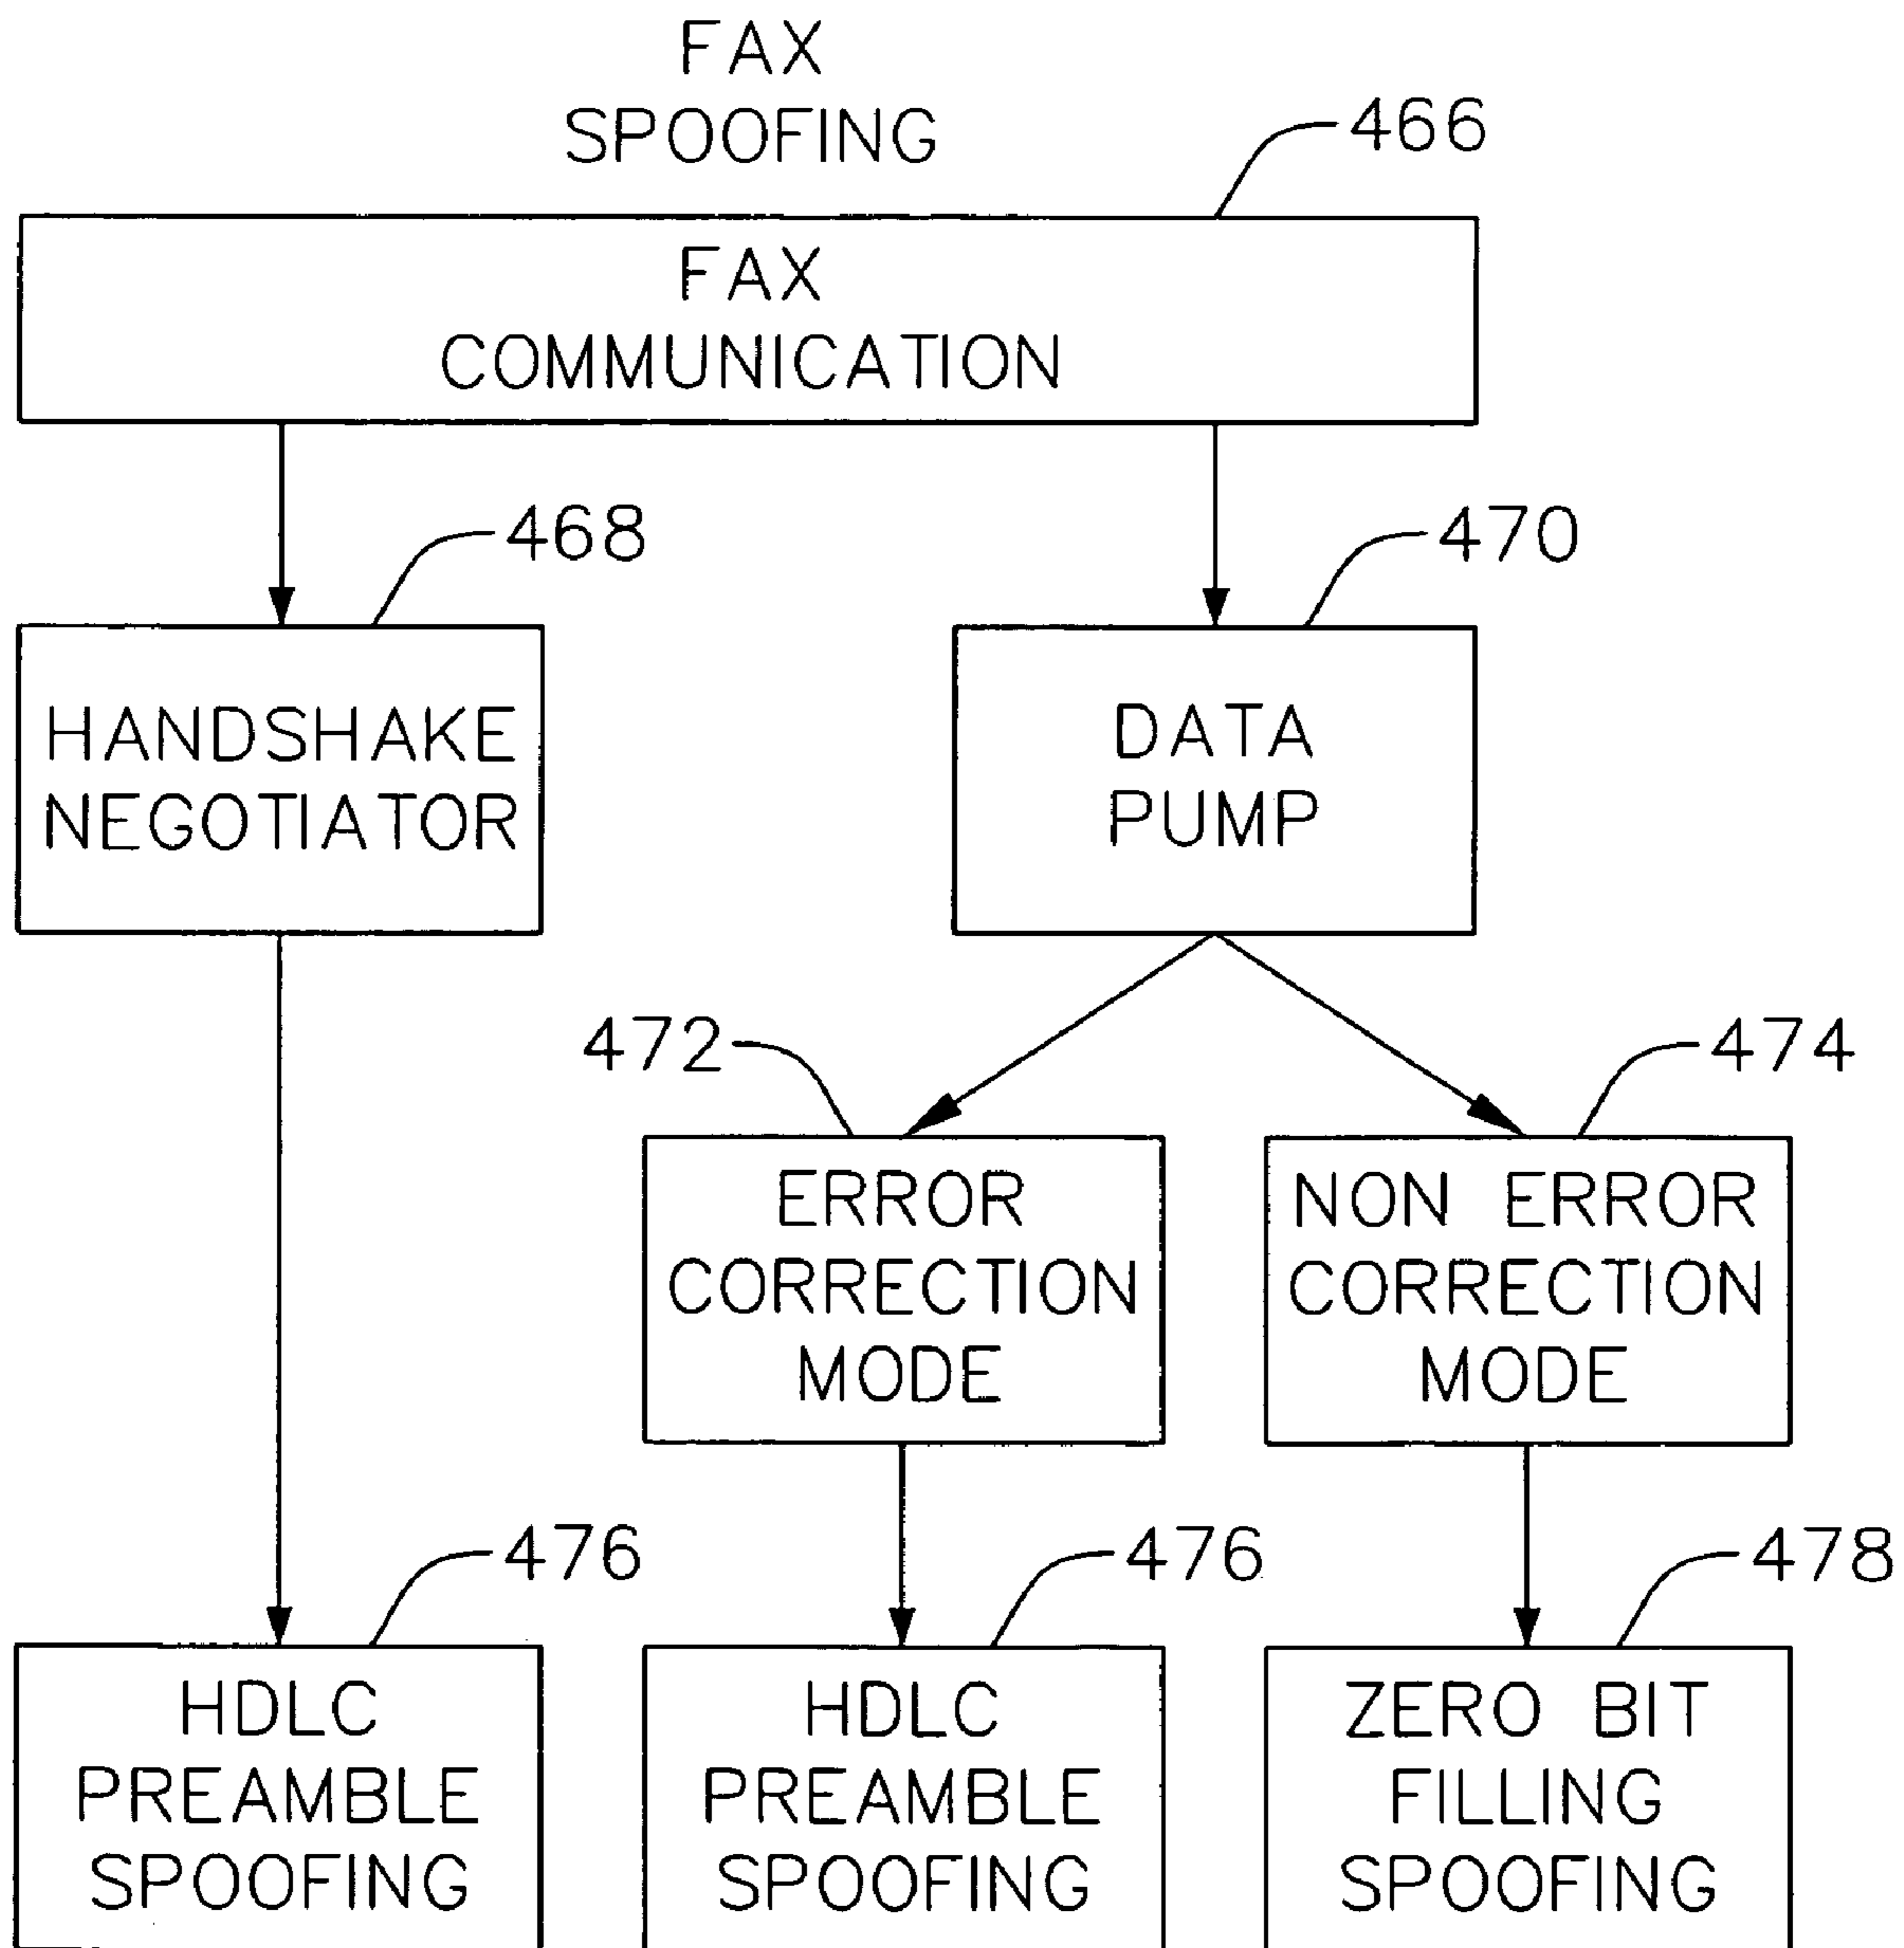 FAX
SPOOFING
466
FAX
COMMUNICATION
468
470
HANDSHAKE
NEGOTIATOR
DATA
PUMP
472
474
ERROR
CORRECTION
MODE
NON ERROR
CORRECTION
MODE
476
476
478
HDLC
PREAMBLE
SPOOFING
HDLC
PREAMBLE
SPOOFING
ZERO BIT
FILLING
SPOOFING